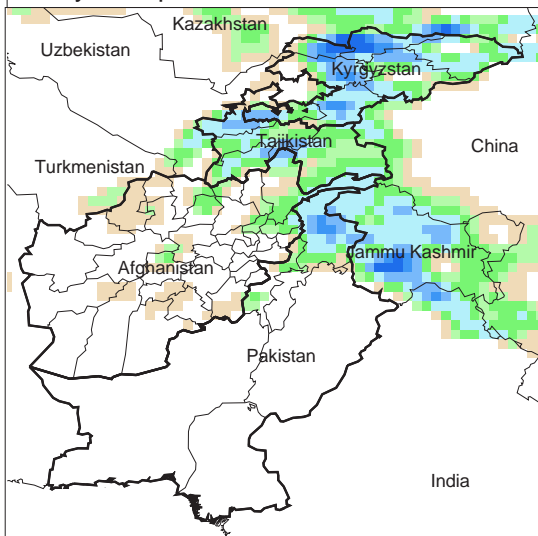 Kazakhstan
Uzbekistan
Kyrgyzstan
Tajikistan
China
Turkmenistan
Jammu Kashmir
Afghanistan
Pakistan
India